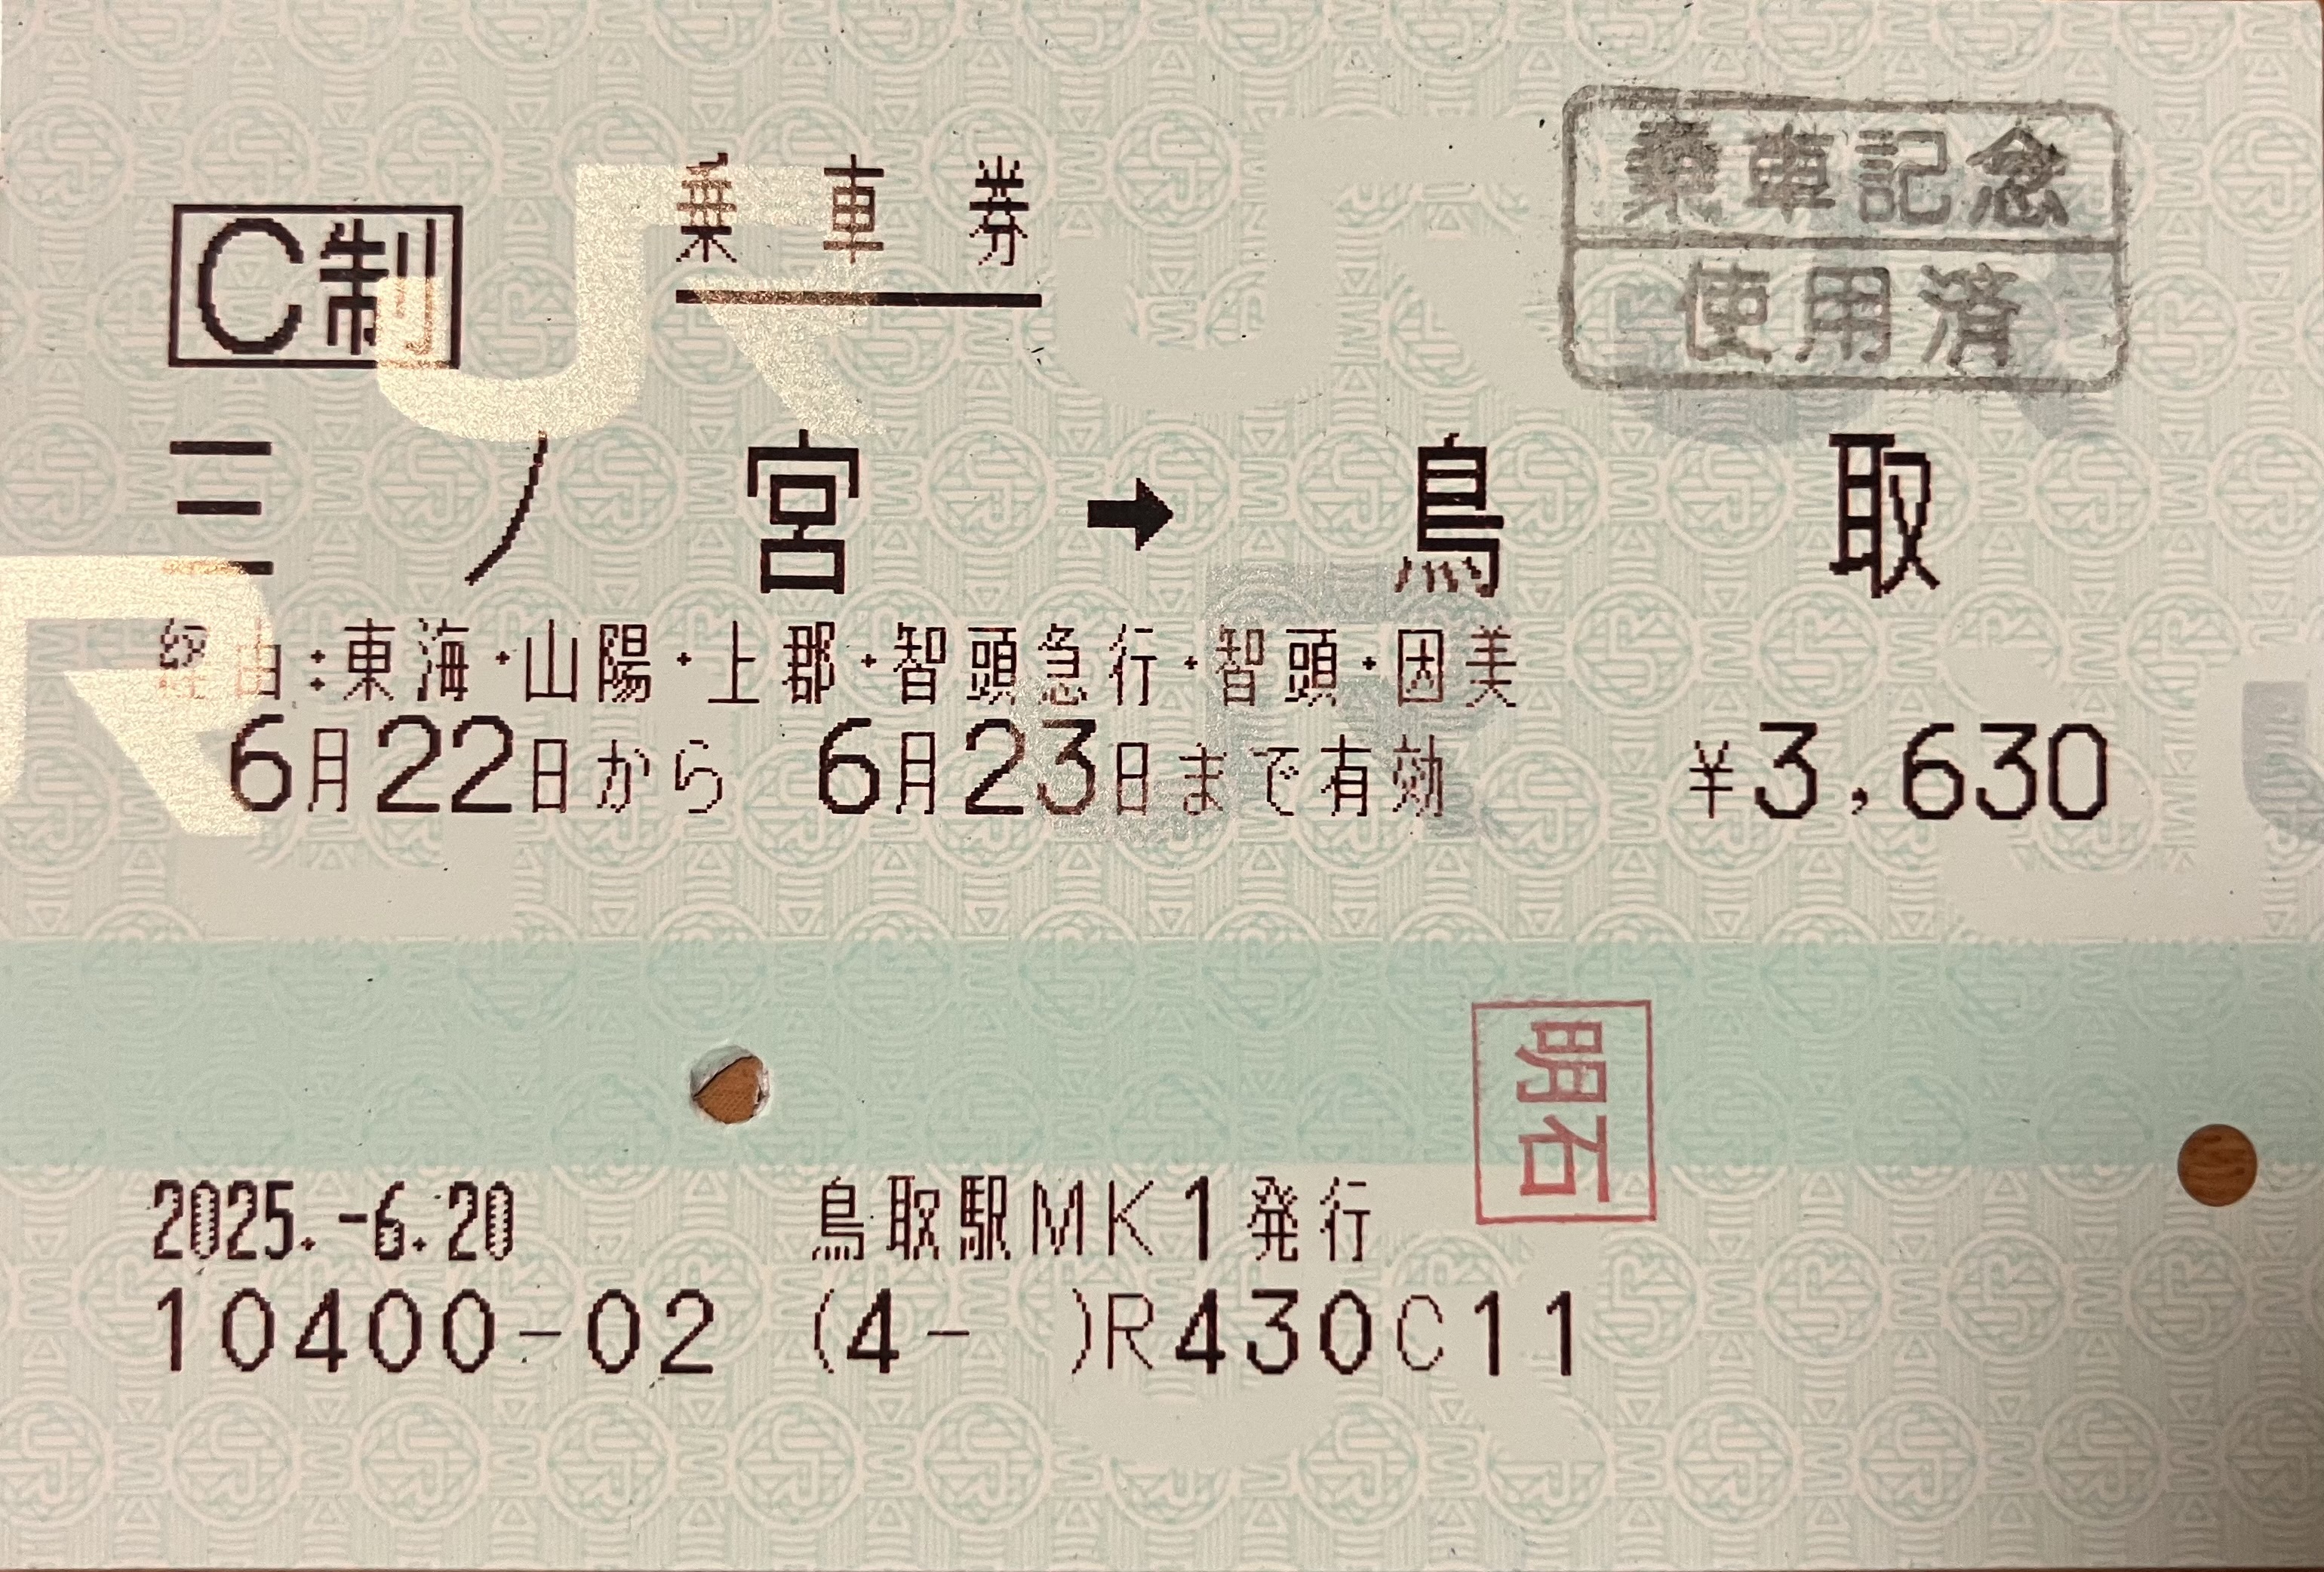 乗車記念
使用済
乗車券
C制
三ノ宮 ➡ 鳥取
経由:東海・山陽・上郡・智頭急行・智頭・因美
6月22日から 6月23日まで有効 ¥3,630
明石
2025.-6.20 鳥取駅MK1発行
10400-02 (4- )R430C11